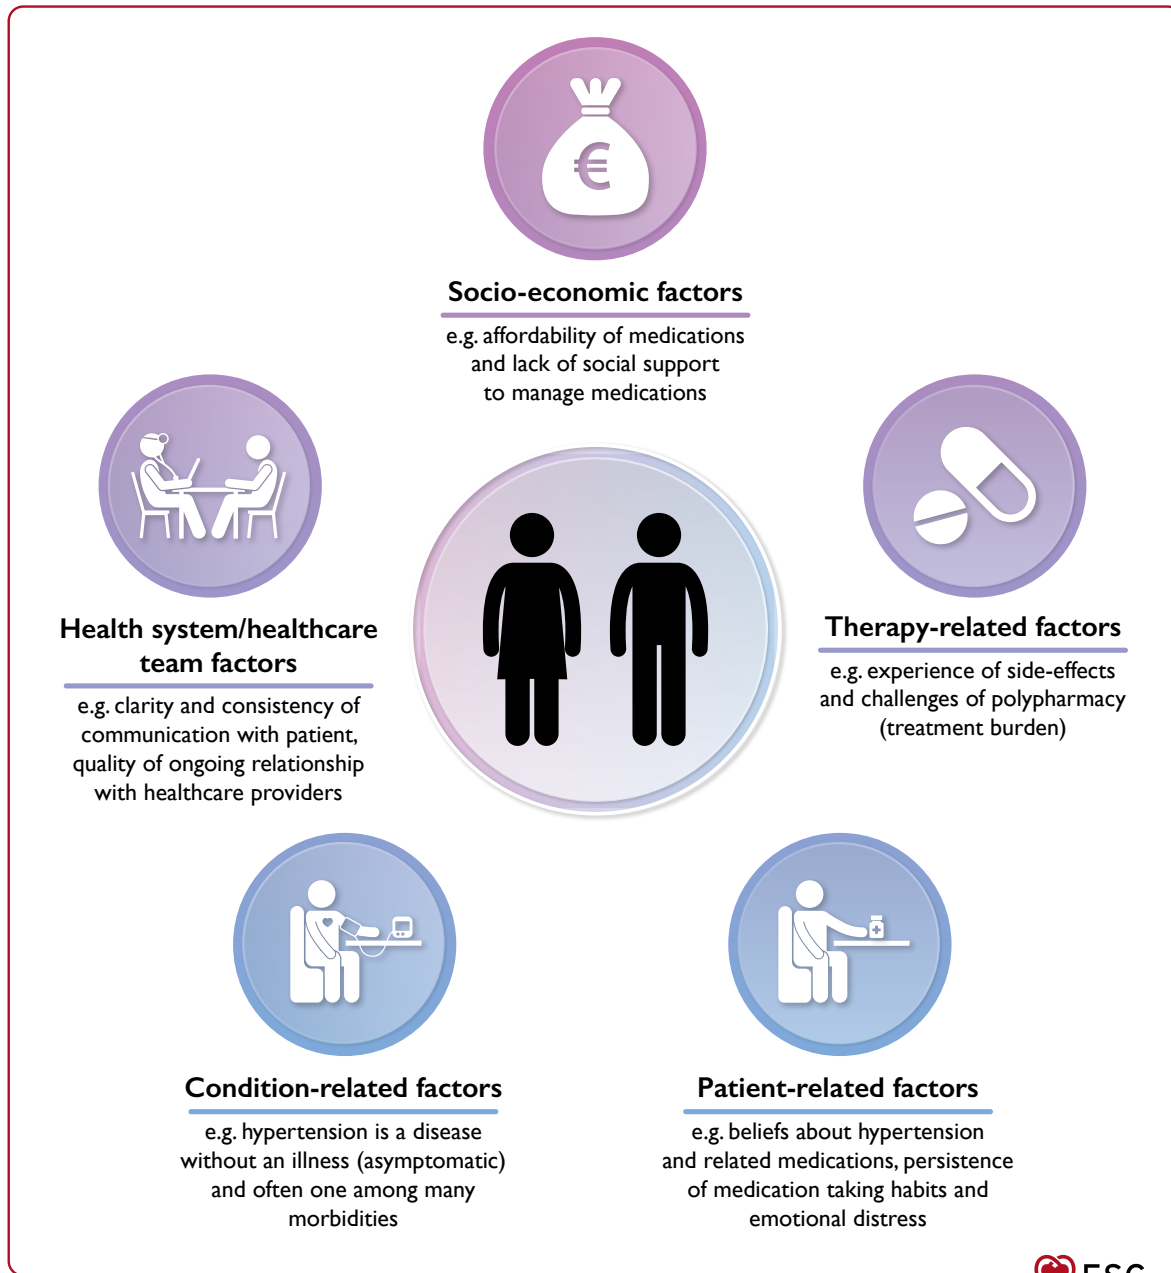 €
Socio-economic factors
e.g. affordability of medications
and lack of social support
to manage medications
Health system/healthcare
team factors
e.g. clarity and consistency of
communication with patient,
quality of ongoing relationship
with healthcare providers
Therapy-related factors
e.g. experience of side-effects
and challenges of polypharmacy
(treatment burden)
Condition-related factors
e.g. hypertension is a disease
without an illness (asymptomatic)
and often one among many
morbidities
Patient-related factors
e.g. beliefs about hypertension
and related medications, persistence
of medication taking habits and
emotional distress
ESC